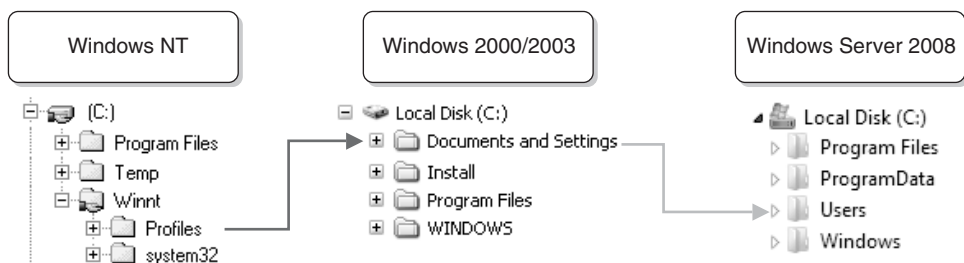 Windows NT
Windows 2000/2003
Windows Server 2008
(C:)
Program Files
Temp
Winnt
Profiles
system32
Local Disk (C:)
Documents and Settings
Install
Program Files
WINDOWS
Local Disk (C:)
Program Files
ProgramData
Users
Windows